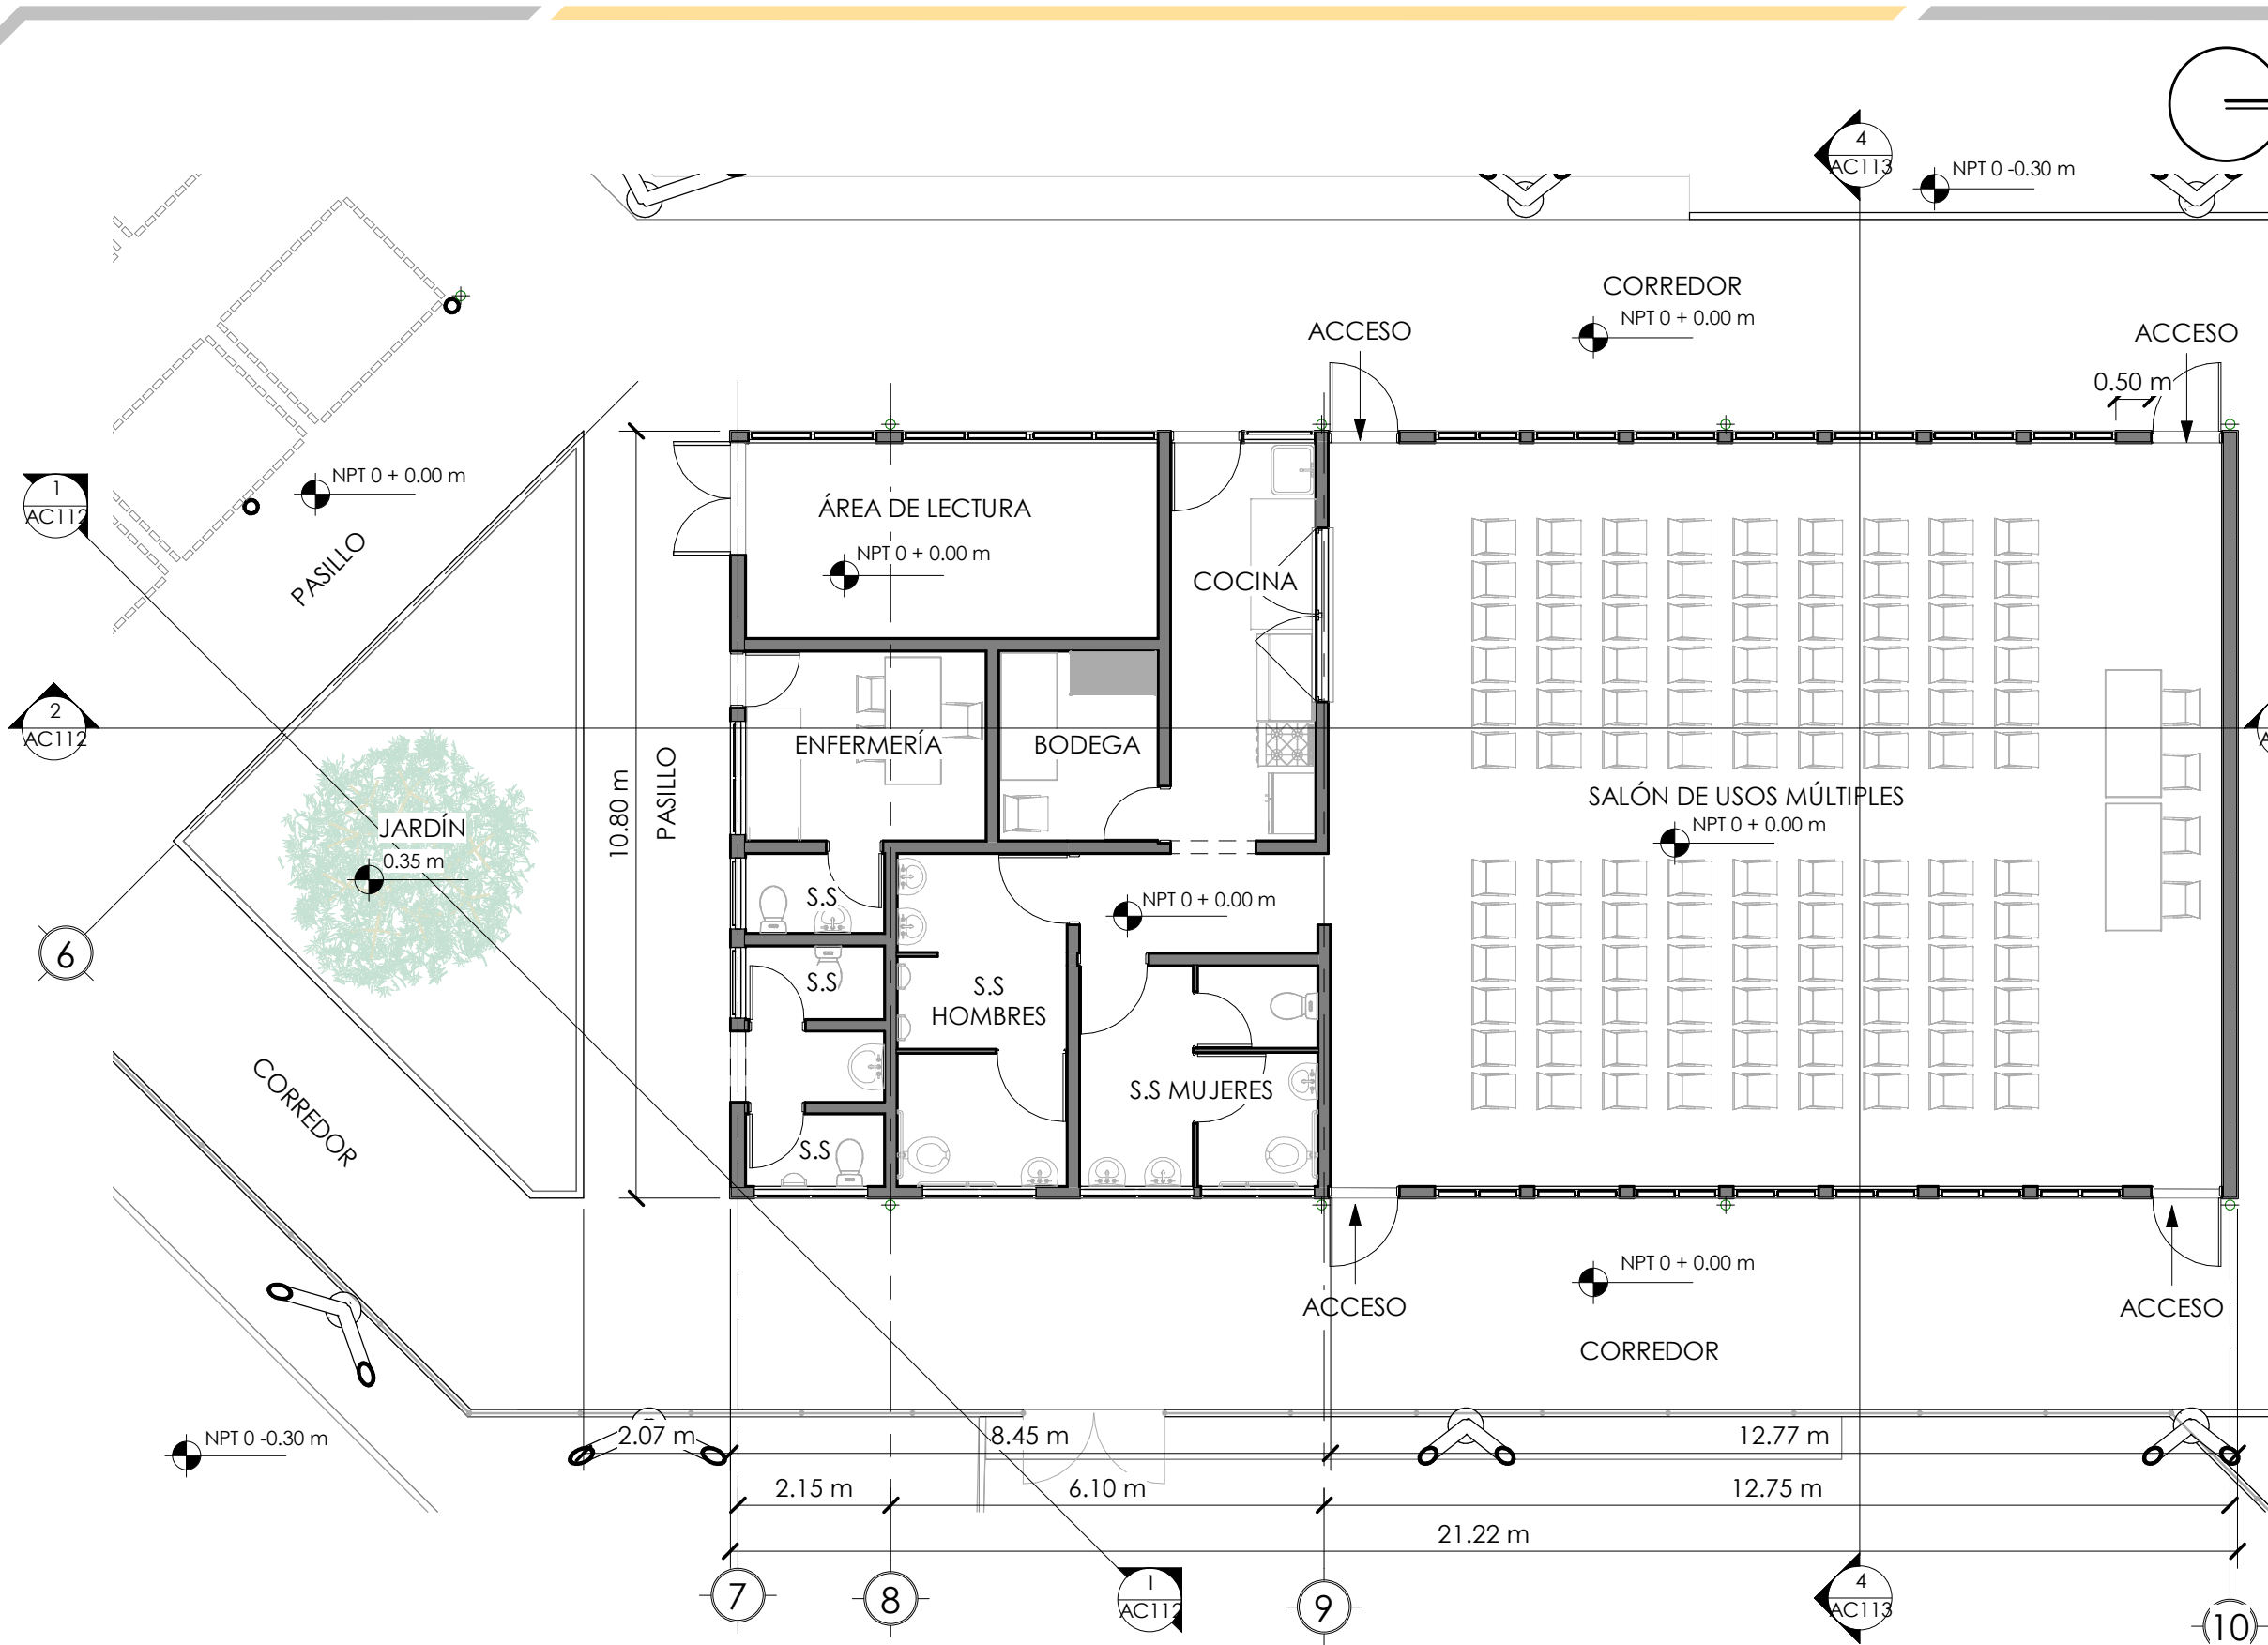 4
AC113
NPT 0 -0.30 m
CORREDOR
NPT 0 + 0.00 m
ACCESO
ACCESO
0.50 m
1
AC112
NPT 0 + 0.00 m
PASILLO
ÁREA DE LECTURA
NPT 0 + 0.00 m
COCINA
2
AC112
10.80 m
PASILLO
ENFERMERÍA
BODEGA
SALÓN DE USOS MÚLTIPLES
NPT 0 + 0.00 m
JARDÍN
0.35 m
S.S
NPT 0 + 0.00 m
6
S.S
S.S
HOMBRES
CORREDOR
S.S MUJERES
S.S
NPT 0 + 0.00 m
ACCESO
ACCESO
CORREDOR
NPT 0 -0.30 m
2.07 m
8.45 m
12.77 m
2.15 m
6.10 m
12.75 m
21.22 m
7
8
1
AC112
9
4
AC113
10